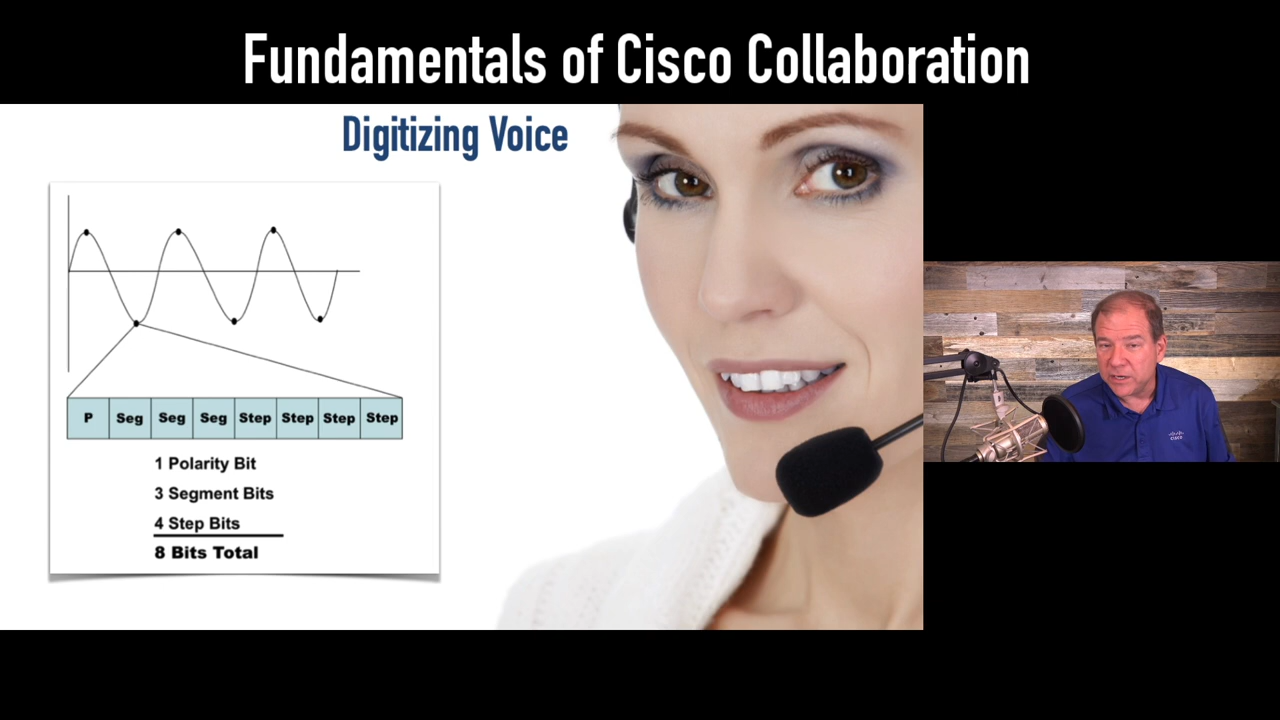 Fundamentals of Cisco Collaboration
Digitizing Voice
P Seg Seg Seg Step Step Step Step
1 Polarity Bit
3 Segment Bits
4 Step Bits
8 Bits Total
CISCO